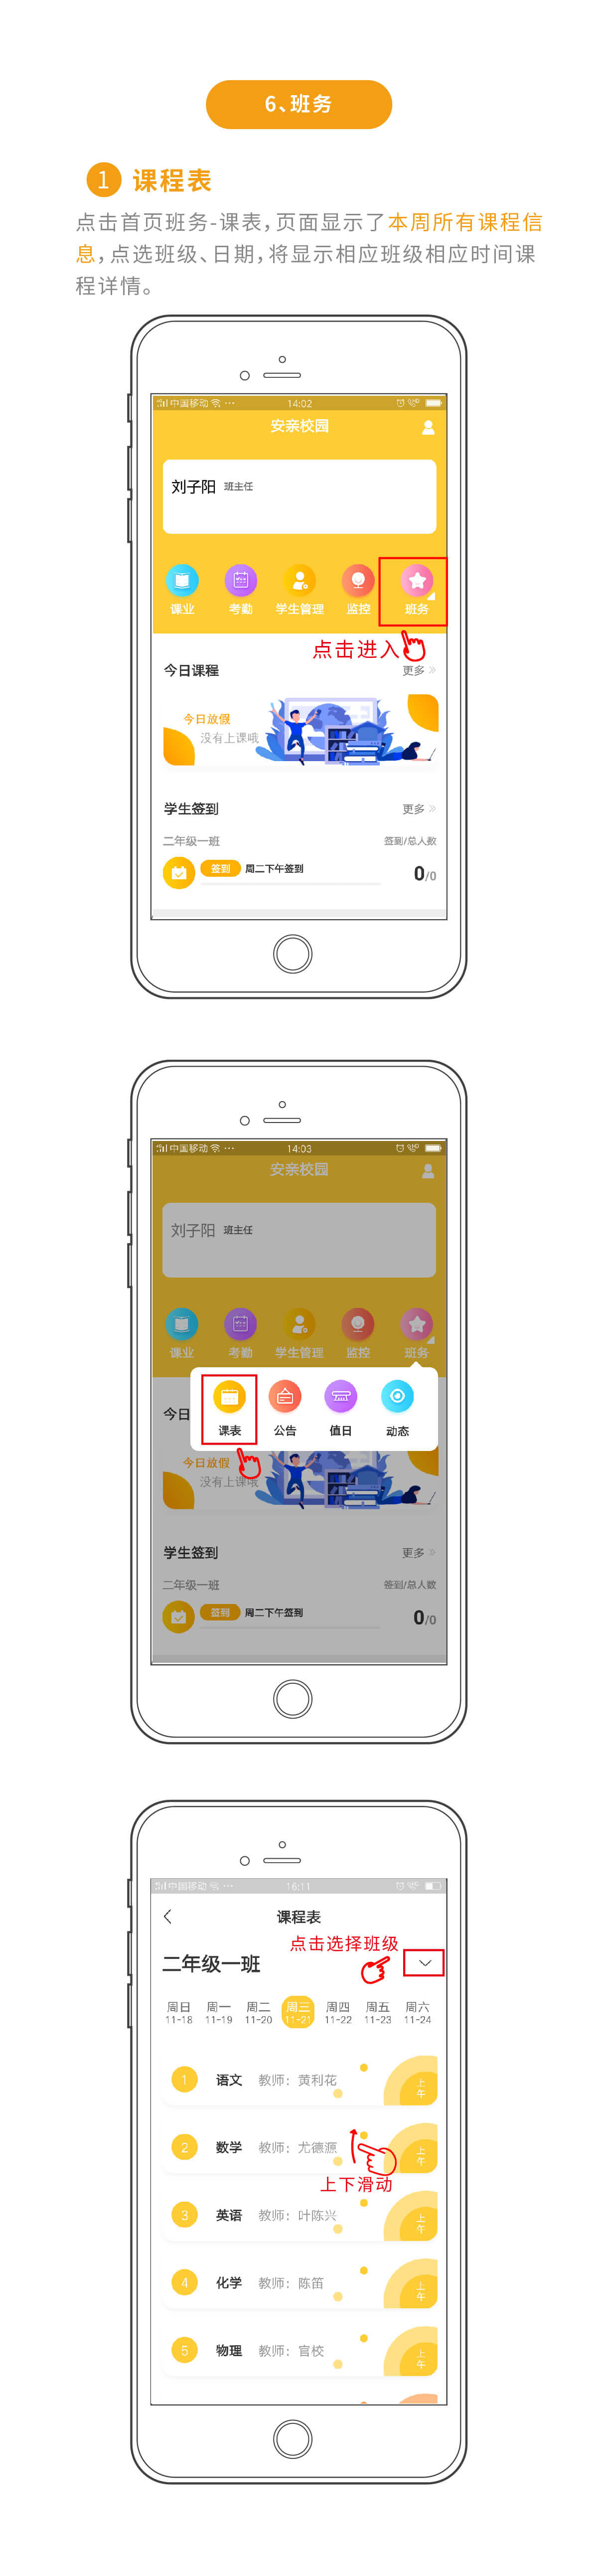 6、班务
1 课程表
点击首页班务-课表，页面显示了本周所有课程信
息，点选班级、日期，将显示相应班级相应时间课
程详情。
中国移动 ··· 14:02
安亲校园
刘子阳 班主任
课业 考勤 学生管理 监控 班务
点击进入
今日课程 更多
今日放假
没有上课哦
学生签到 更多
二年级一班 签到/总人数
签到 周二下午签到 0/0
中国移动 ··· 14:03
安亲校园
刘子阳 班主任
课业 考勤 学生管理 监控 班务
课表 公告 值日 动态
今日
今日放假
没有上课哦
学生签到 更多
二年级一班 签到/总人数
签到 周二下午签到 0/0
中国移动 ··· 16:11
课程表
点击选择班级
二年级一班
周日 周一 周二 周三 周四 周五 周六
11-18 11-19 11-20 11-21 11-22 11-23 11-24
1 语文 教师：黄利花 上午
2 数学 教师：尤德源 上午
上下滑动
3 英语 教师：叶陈兴 上午
4 化学 教师：陈笛 上午
5 物理 教师：官校 上午